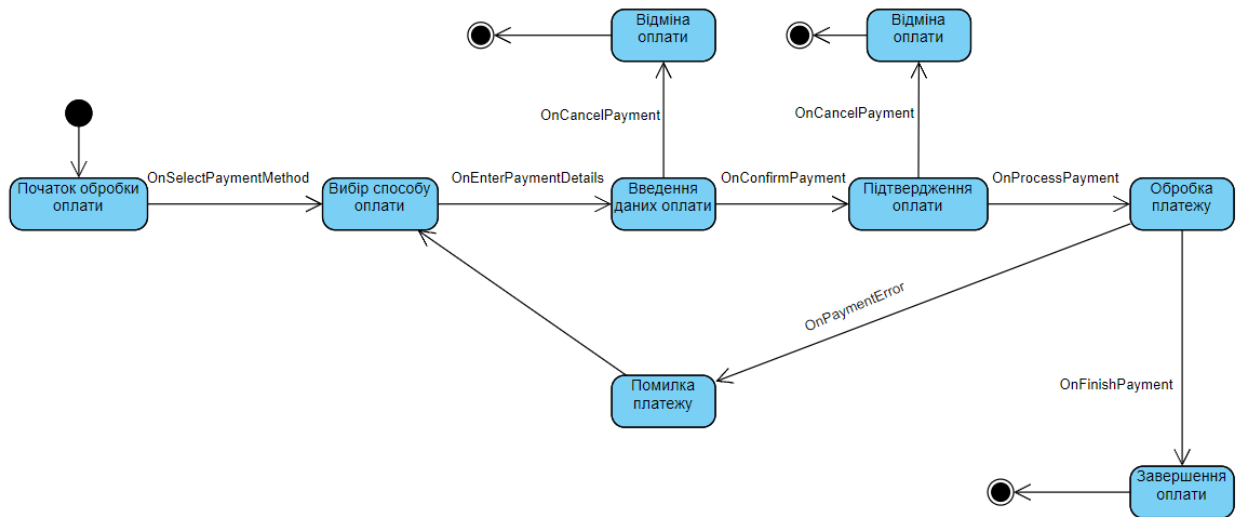 Відміна
оплати
Відміна
оплати
OnCancelPayment
OnCancelPayment
Початок обробки
оплати
OnSelectPaymentMethod
Вибір способу
оплати
OnEnterPaymentDetails
Введення
даних оплати
OnConfirmPayment
Підтвердження
оплати
OnProcessPayment
Обробка
платежу
OnPaymentError
Помилка
платежу
OnFinishPayment
Завершення
оплати